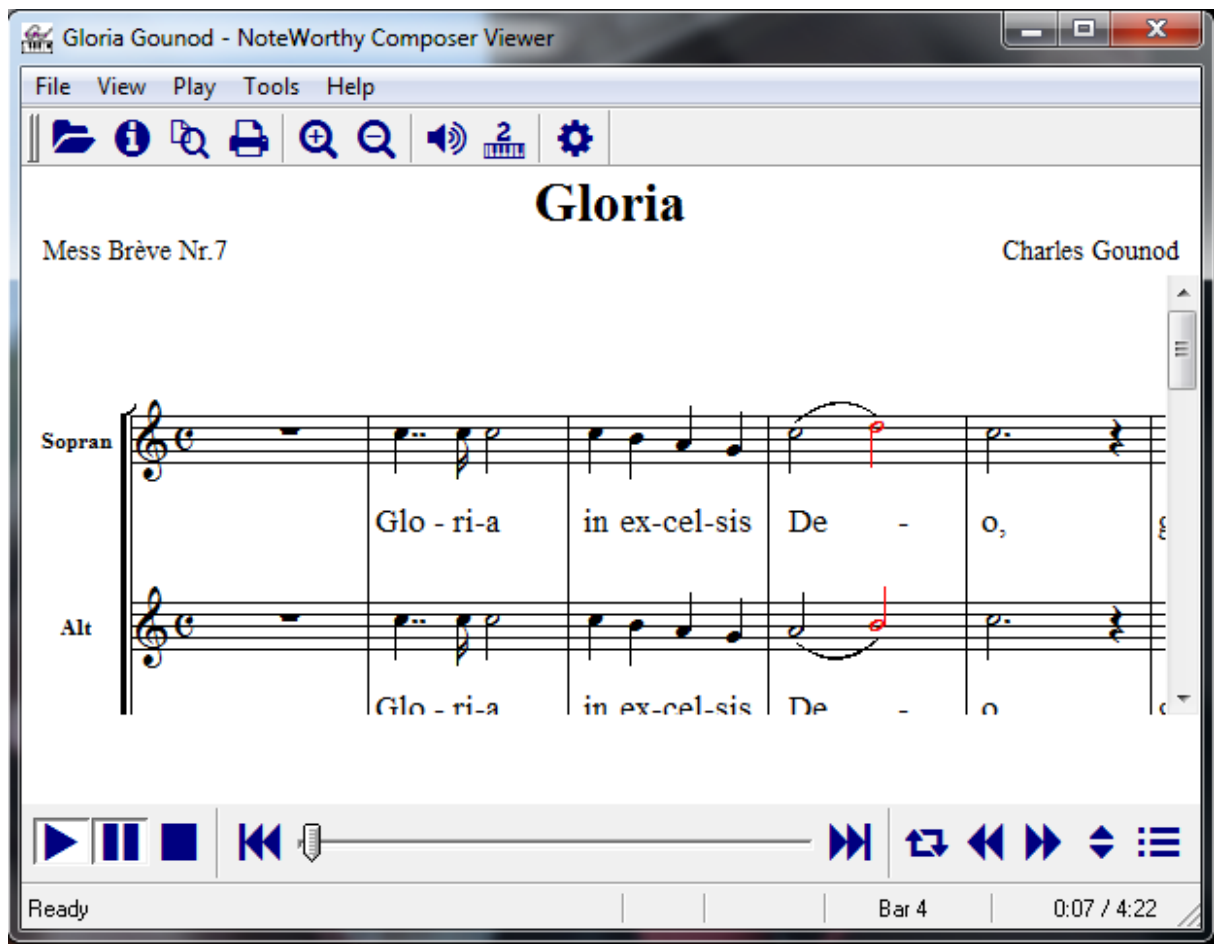 Gloria Gounod - NoteWorthy Composer Viewer
File View Play Tools Help
2
Gloria
Mess Brève Nr.7
Charles Gounod
Sopran
Glo - ri-a in ex-cel-sis De - o, g
Alt
Glo - ri-a in ex-cel-sis De - o
Ready Bar 4 0:07 / 4:22